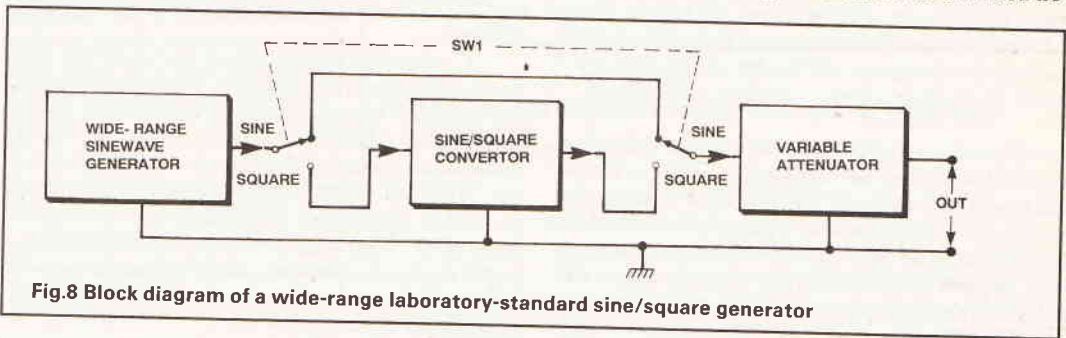 SW1
WIDE- RANGE
SINEWAVE
GENERATOR
SINE
SQUARE
SINE/SQUARE
CONVERTOR
SINE
SQUARE
VARIABLE
ATTENUATOR
OUT
Fig.8 Block diagram of a wide-range laboratory-standard sine/square generator